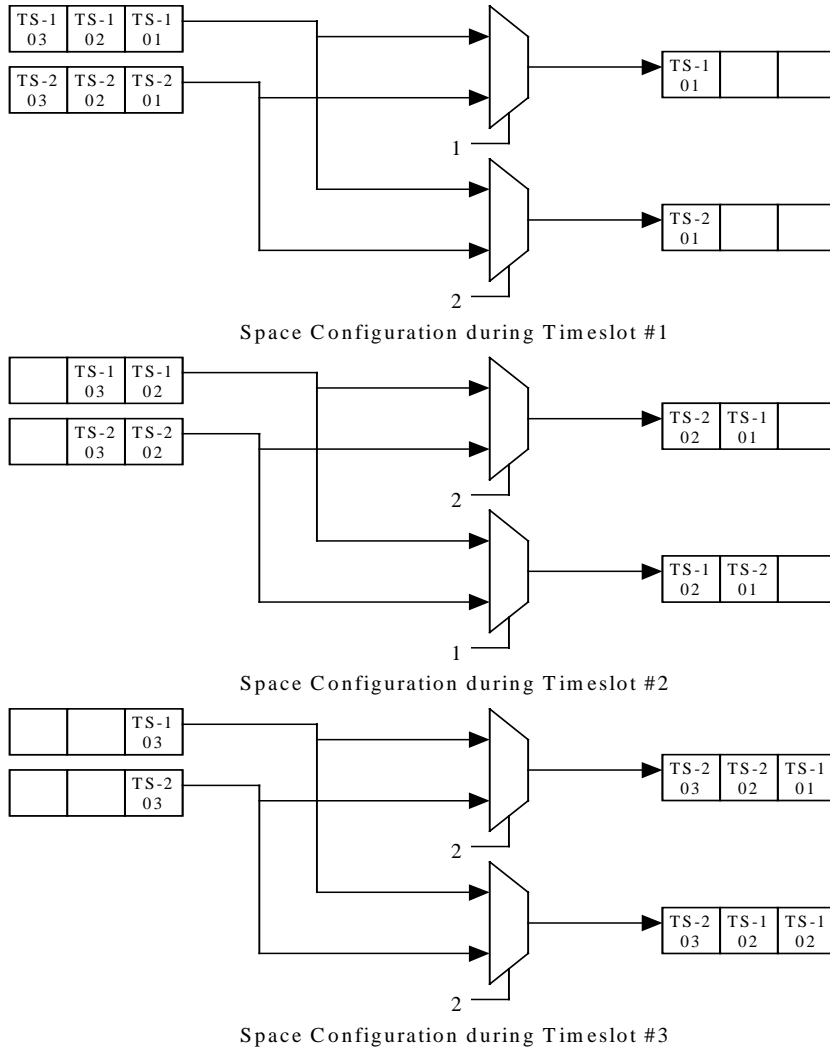 TS-1 TS-1 TS-1
03 02 01
TS-2 TS-2 TS-2
03 02 01
TS-1
01
1
TS-2
01
2
Space Configuration during Timeslot #1
TS-1 TS-1
03 02
TS-2 TS-2
03 02
TS-2 TS-1
02 01
2
TS-1 TS-2
02 01
1
Space Configuration during Timeslot #2
TS-1
03
TS-2
03
TS-2 TS-2 TS-1
03 02 01
2
TS-2 TS-1 TS-1
03 02 02
2
Space Configuration during Timeslot #3